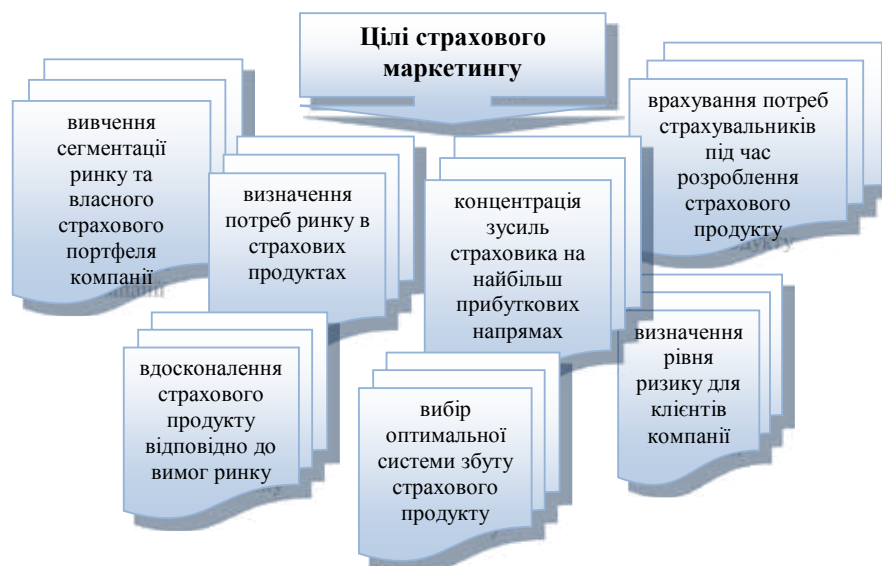 Цілі страхового
маркетингу
вивчення
сегментації
ринку та
власного
страхового
портфеля
компанії
визначення
потреб ринку в
страхових
продуктах
концентрація
зусиль
страховика на
найбільш
прибуткових
напрямах
врахування потреб
страхувальників
під час
розроблення
страхового
продукту
вдосконалення
страхового
продукту
відповідно до
вимог ринку
вибір
оптимальної
системи збуту
страхового
продукту
визначення
рівня
ризику для
клієнтів
компанії